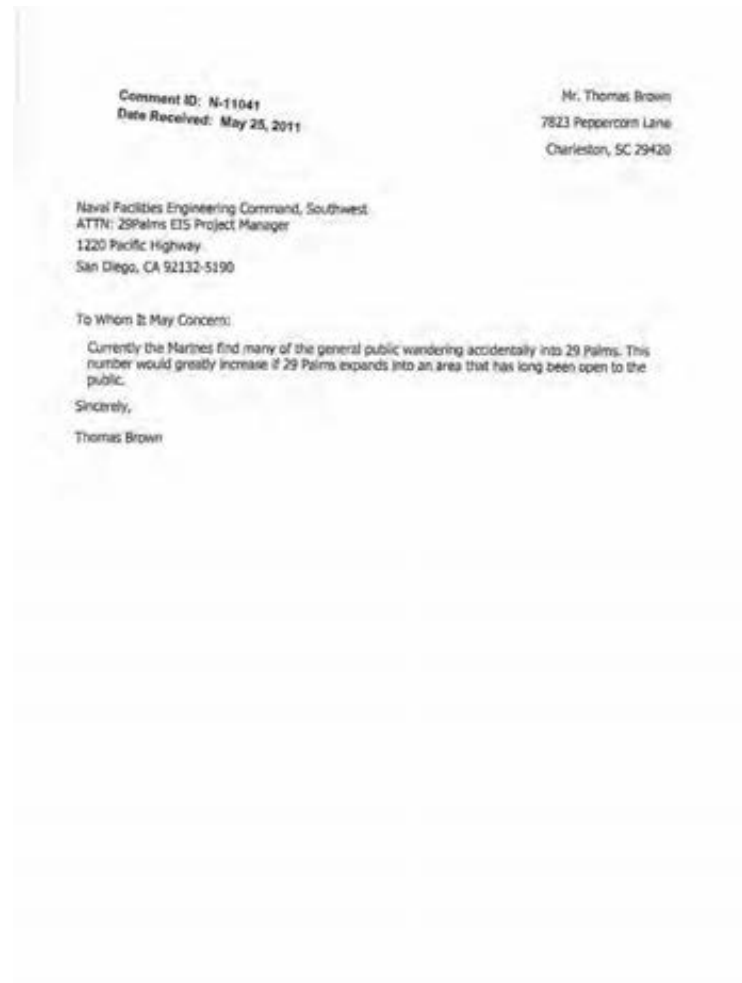 Comment ID: N-11041
Date Received: May 25, 2011
Mr. Thomas Brown
7823 Peppercorn Lane
Charleston, SC 29420
Naval Facilities Engineering Command, Southwest
ATTN: 29Palms EIS Project Manager
1220 Pacific Highway
San Diego, CA 92132-5190
To Whom It May Concern:
Currently the Marines find many of the general public wandering accidentally into 29 Palms. This
number would greatly increase if 29 Palms expands into an area that has long been open to the
public.
Sincerely,
Thomas Brown